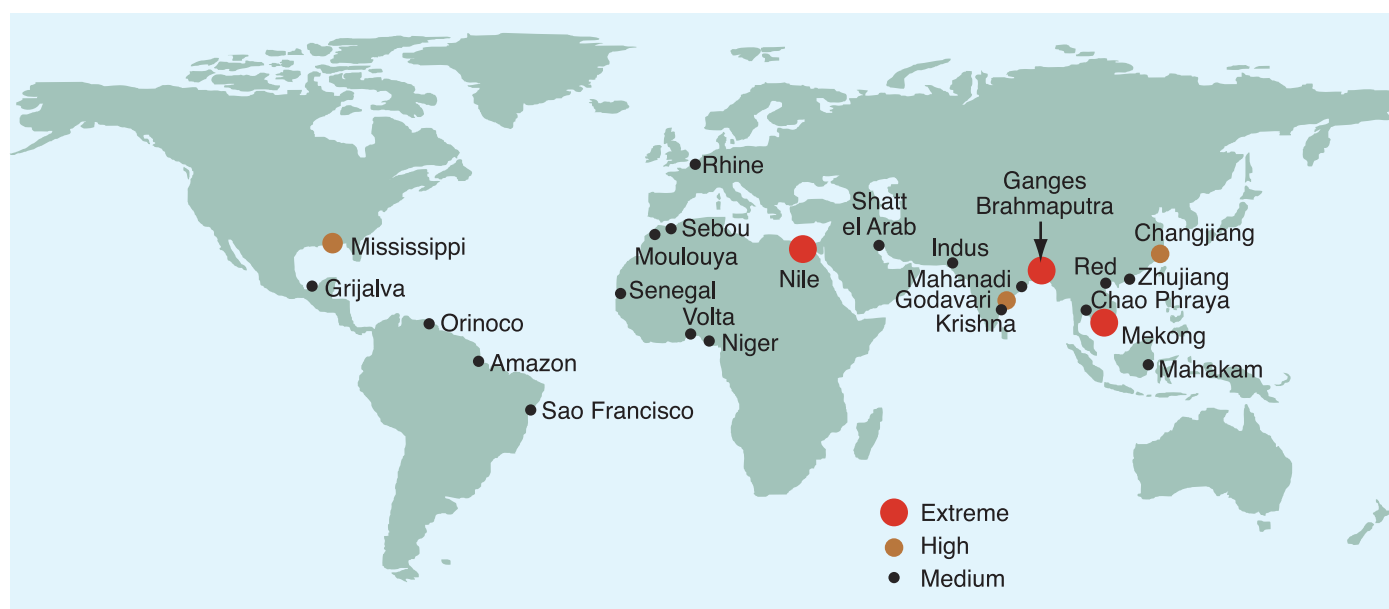 Rhine
Ganges
Brahmaputra
Shatt
el Arab
Sebou
Moulouya
Mississippi
Changjiang
Indus
Nile
Mahanadi
Red
Zhujiang
Grijalva
Senegal
Godavari
Chao Phraya
Volta
Krishna
Orinoco
Niger
Mekong
Amazon
Mahakam
Sao Francisco
Extreme
High
Medium